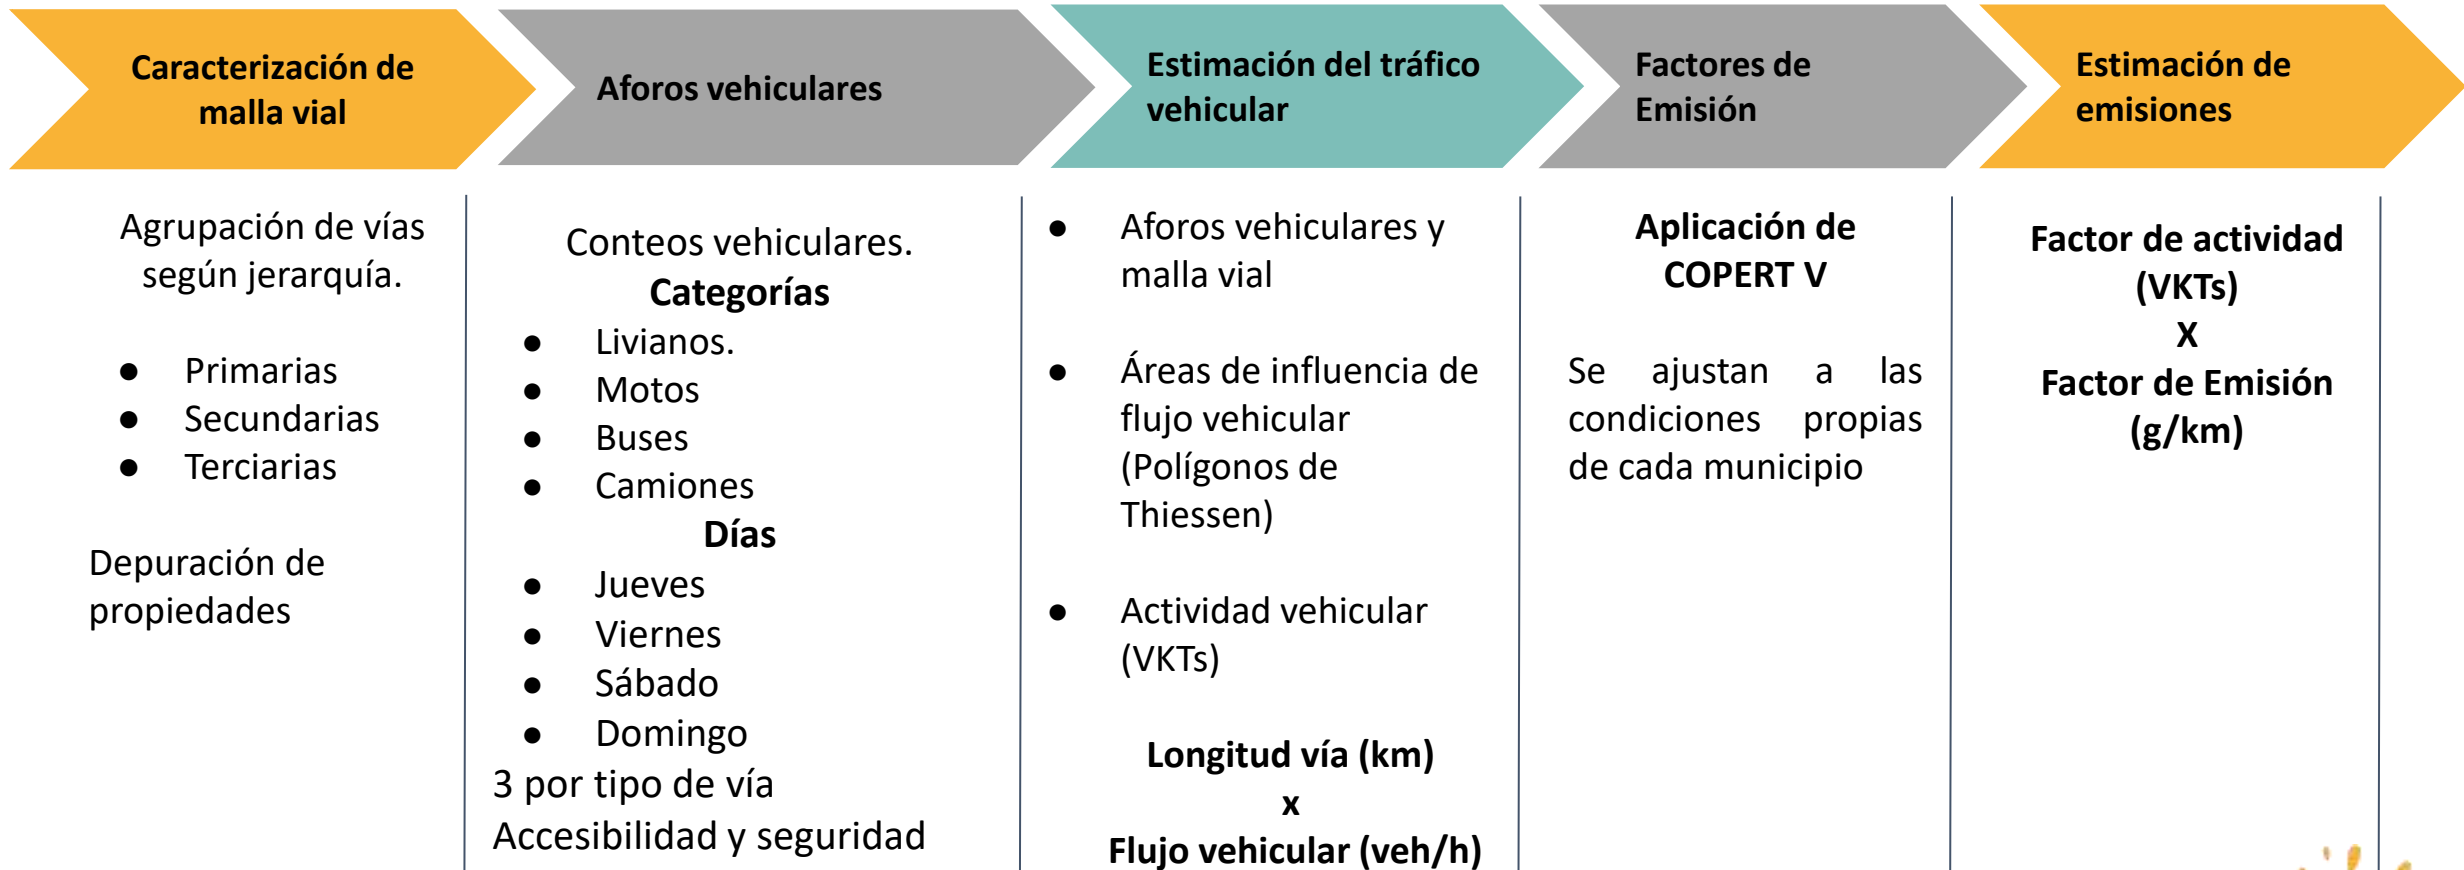 Caracterización de
malla vial
Aforos vehiculares
Estimación del tráfico
vehicular
Factores de
Emisión
Estimación de
emisiones
Agrupación de vías
según jerarquía.
● Primarias
● Secundarias
● Terciarias
Depuración de
propiedades
Conteos vehiculares.
Categorías
● Livianos.
● Motos
● Buses
● Camiones
Días
● Jueves
● Viernes
● Sábado
● Domingo
3 por tipo de vía
Accesibilidad y seguridad
● Aforos vehiculares y
malla vial
● Áreas de influencia de
flujo vehicular
(Polígonos de
Thiessen)
● Actividad vehicular
(VKTs)
Longitud vía (km)
x
Flujo vehicular (veh/h)
Aplicación de
COPERT V
Se ajustan a las
condiciones propias
de cada municipio
Factor de actividad
(VKTs)
X
Factor de Emisión
(g/km)